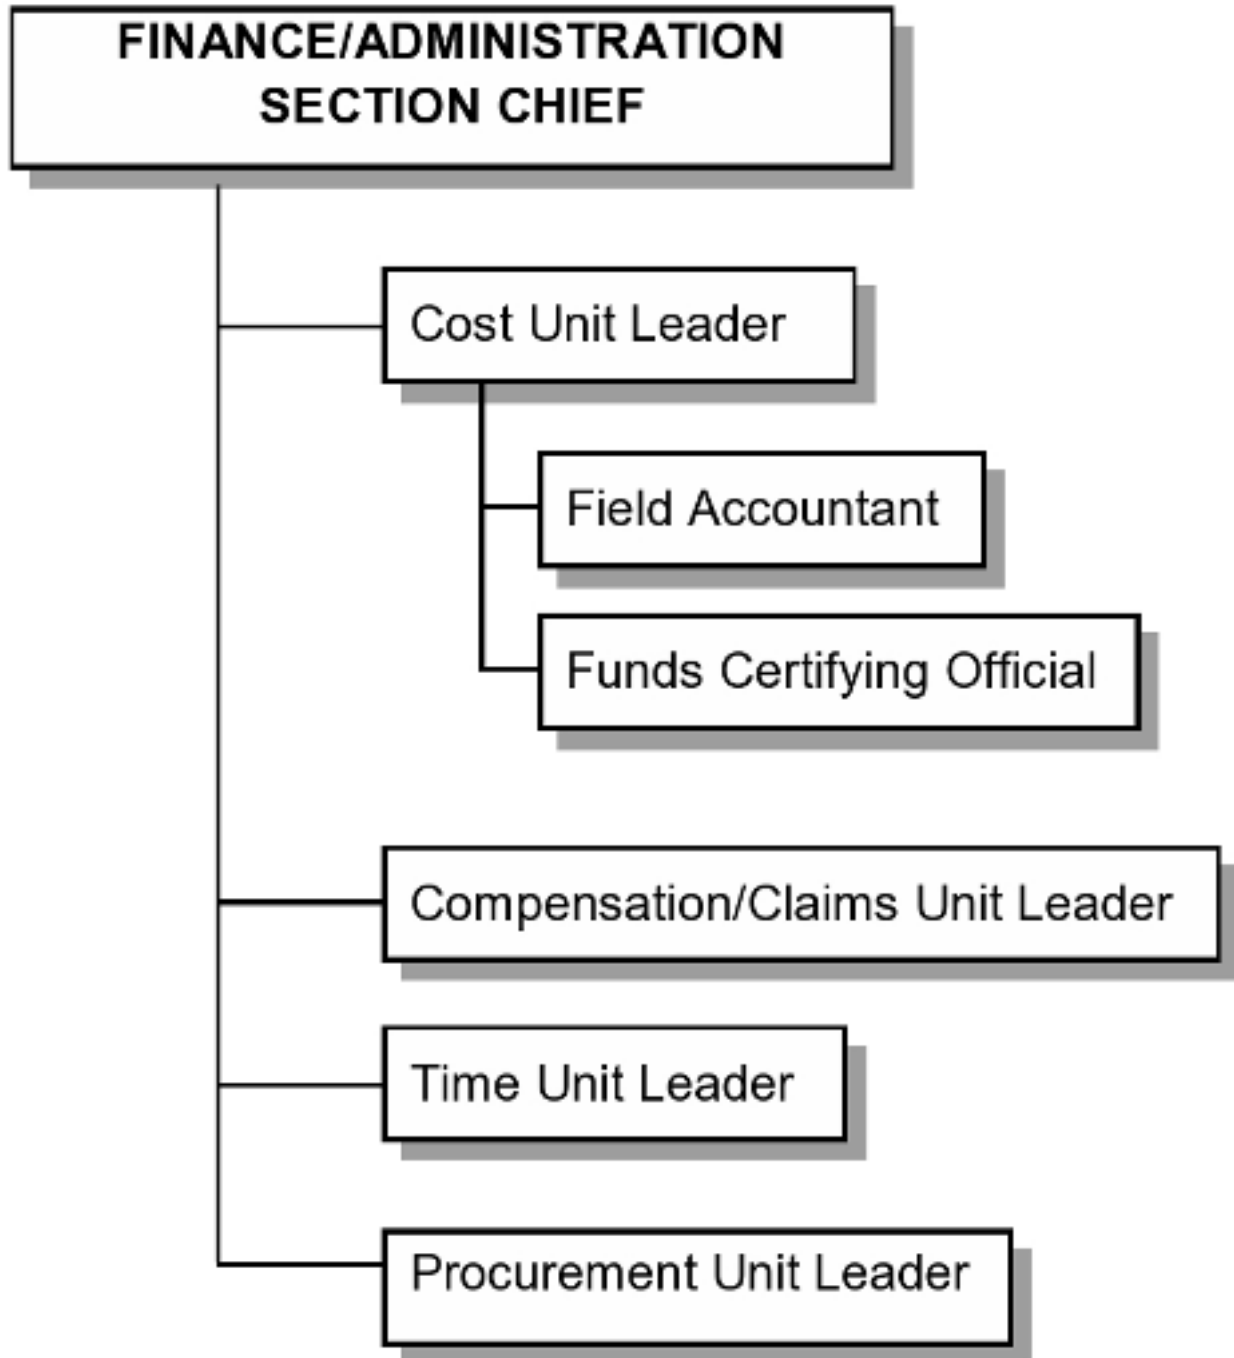 FINANCE/ADMINISTRATION
SECTION CHIEF
Cost Unit Leader
Field Accountant
Funds Certifying Official
Compensation/Claims Unit Leader
Time Unit Leader
Procurement Unit Leader